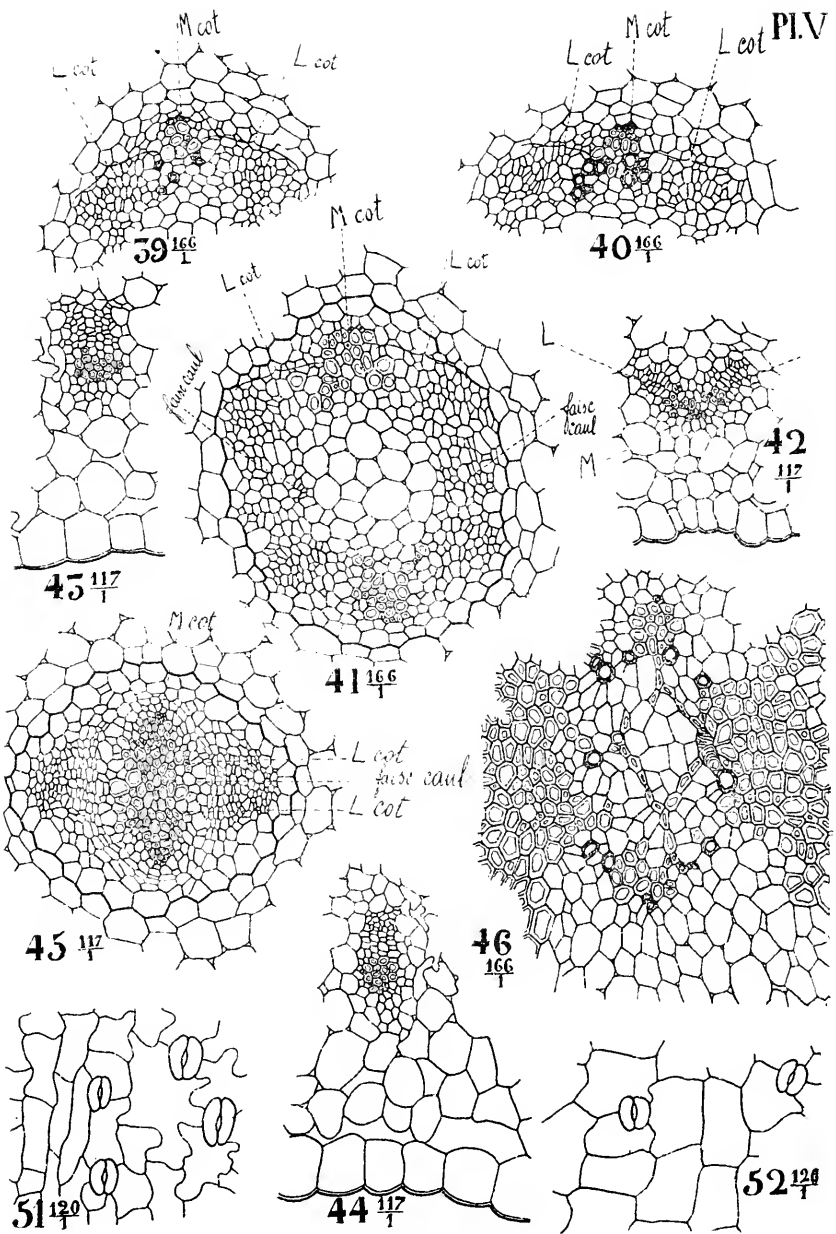 Pl.V
M cot
L cot
L cot
39 166/1
M cot
L cot
L cot
40 166/1
M cot
L cot
L cot
faisc caul
faisc caul
41 166/1
L
M
42 117/1
43 117/1
M cot
L cot
faisc caul
L cot
45 117/1
46 166/1
44 117/1
51 120/1
52 126/1